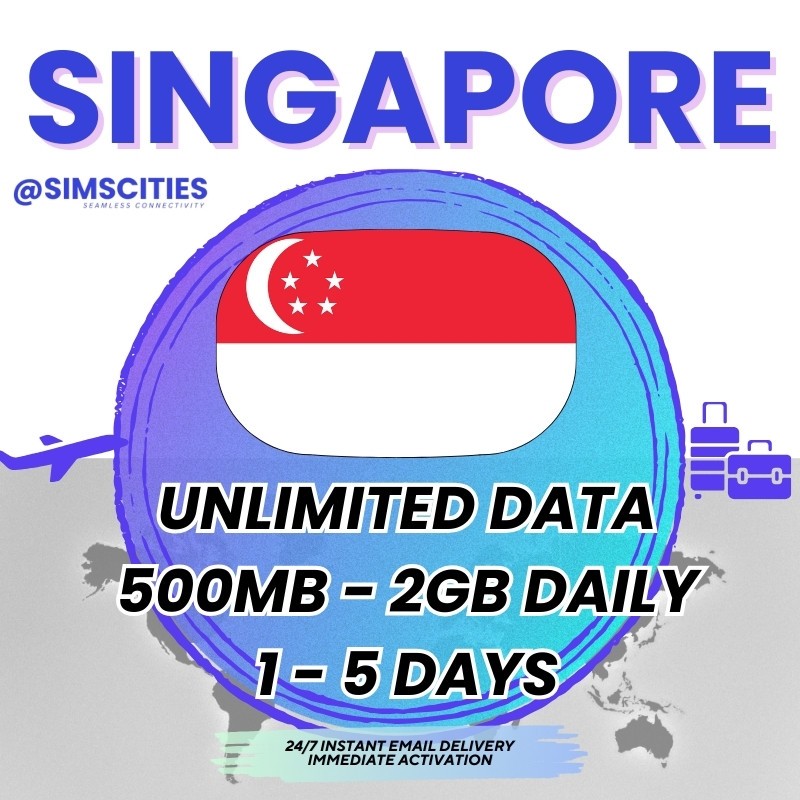 SINGAPORE
@SIMSCITIES
SEAMLESS CONNECTIVITY
UNLIMITED DATA
500MB - 2GB DAILY
1 - 5 DAYS
24/7 INSTANT EMAIL DELIVERY
IMMEDIATE ACTIVATION